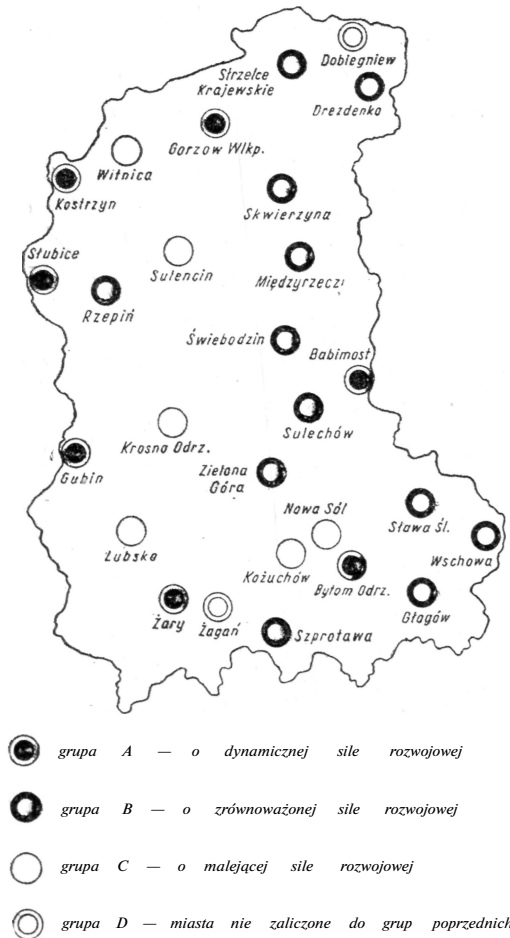 Dobiegniew
Strzelce
Krajewskie
Drezdenko
Gorzow Wlkp.
Witnica
Kostrzyn
Skwierzyna
Słubice
Sulencin
Międzyrzecz
Rzepiń
Świebodzin
Babimost
Sulechów
Krosno Odrz.
Gubin
Zielona
Góra
Nowa Sól
Sława Śl.
Lubsko
Kożuchów
Wschowa
Bytom Odrz.
Głogów
Żary
Żagań
Szprotawa
grupa A — o dynamicznej sile rozwojowej
grupa B — o zrównoważonej sile rozwojowej
grupa C — o malejącej sile rozwojowej
grupa D — miasta nie zaliczone do grup poprzednich